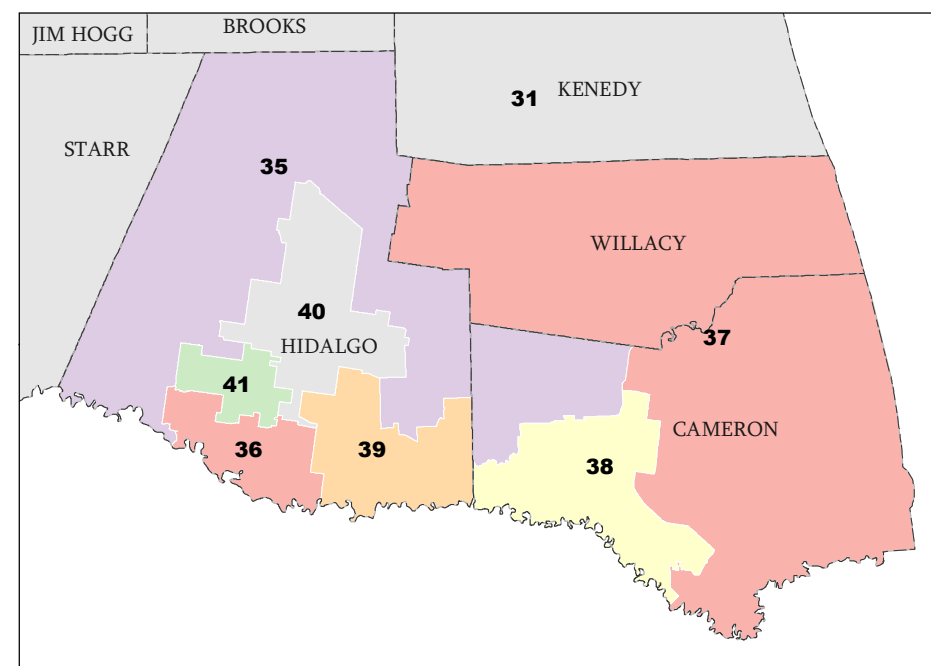 JIM HOGG
BROOKS
31
KENEDY
STARR
35
WILLACY
40
37
HIDALGO
41
CAMERON
36
39
38